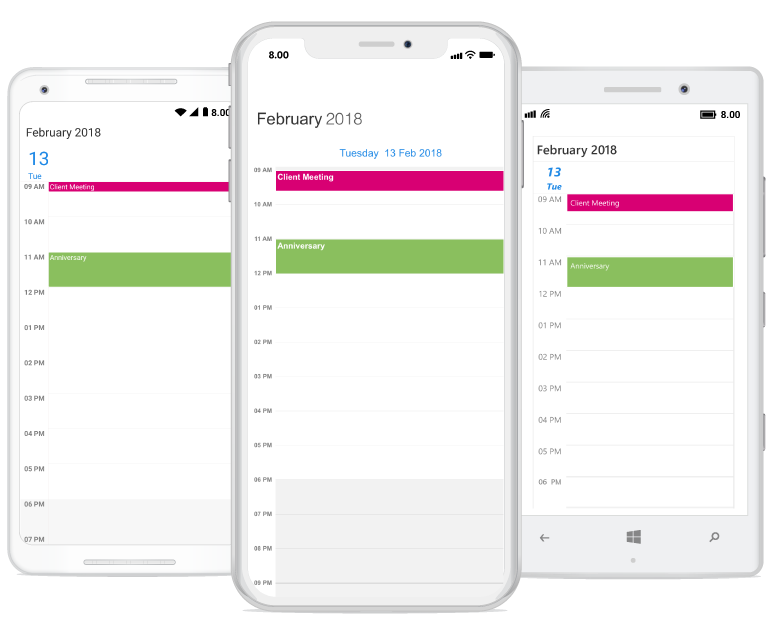 8.00
February 2018
13
Tue
09 AM Client Meeting
10 AM
11 AM Anniversary
12 PM
01 PM
02 PM
03 PM
04 PM
05 PM
06 PM
07 PM
8.00
February 2018
Tuesday 13 Feb 2018
09 AM Client Meeting
10 AM
11 AM Anniversary
12 PM
01 PM
02 PM
03 PM
04 PM
05 PM
06 PM
07 PM
08 PM
09 PM
8.00
February 2018
13
Tue
09 AM Client Meeting
10 AM
11 AM Anniversary
12 PM
01 PM
02 PM
03 PM
04 PM
05 PM
06 PM